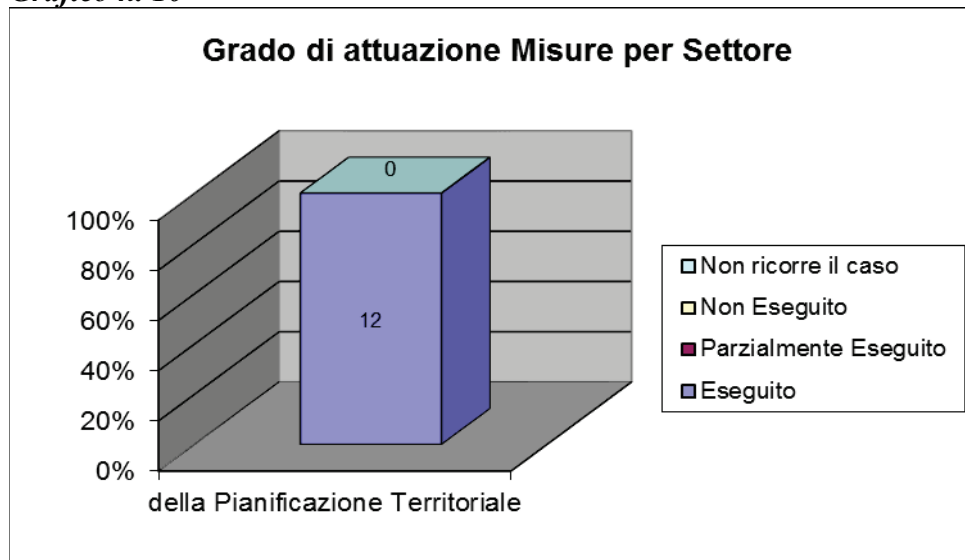 Grado di attuazione Misure per Settore
0
100%
80%
60%
40%
20%
0%
12
della Pianificazione Territoriale
Non ricorre il caso
Non Eseguito
Parzialmente Eseguito
Eseguito